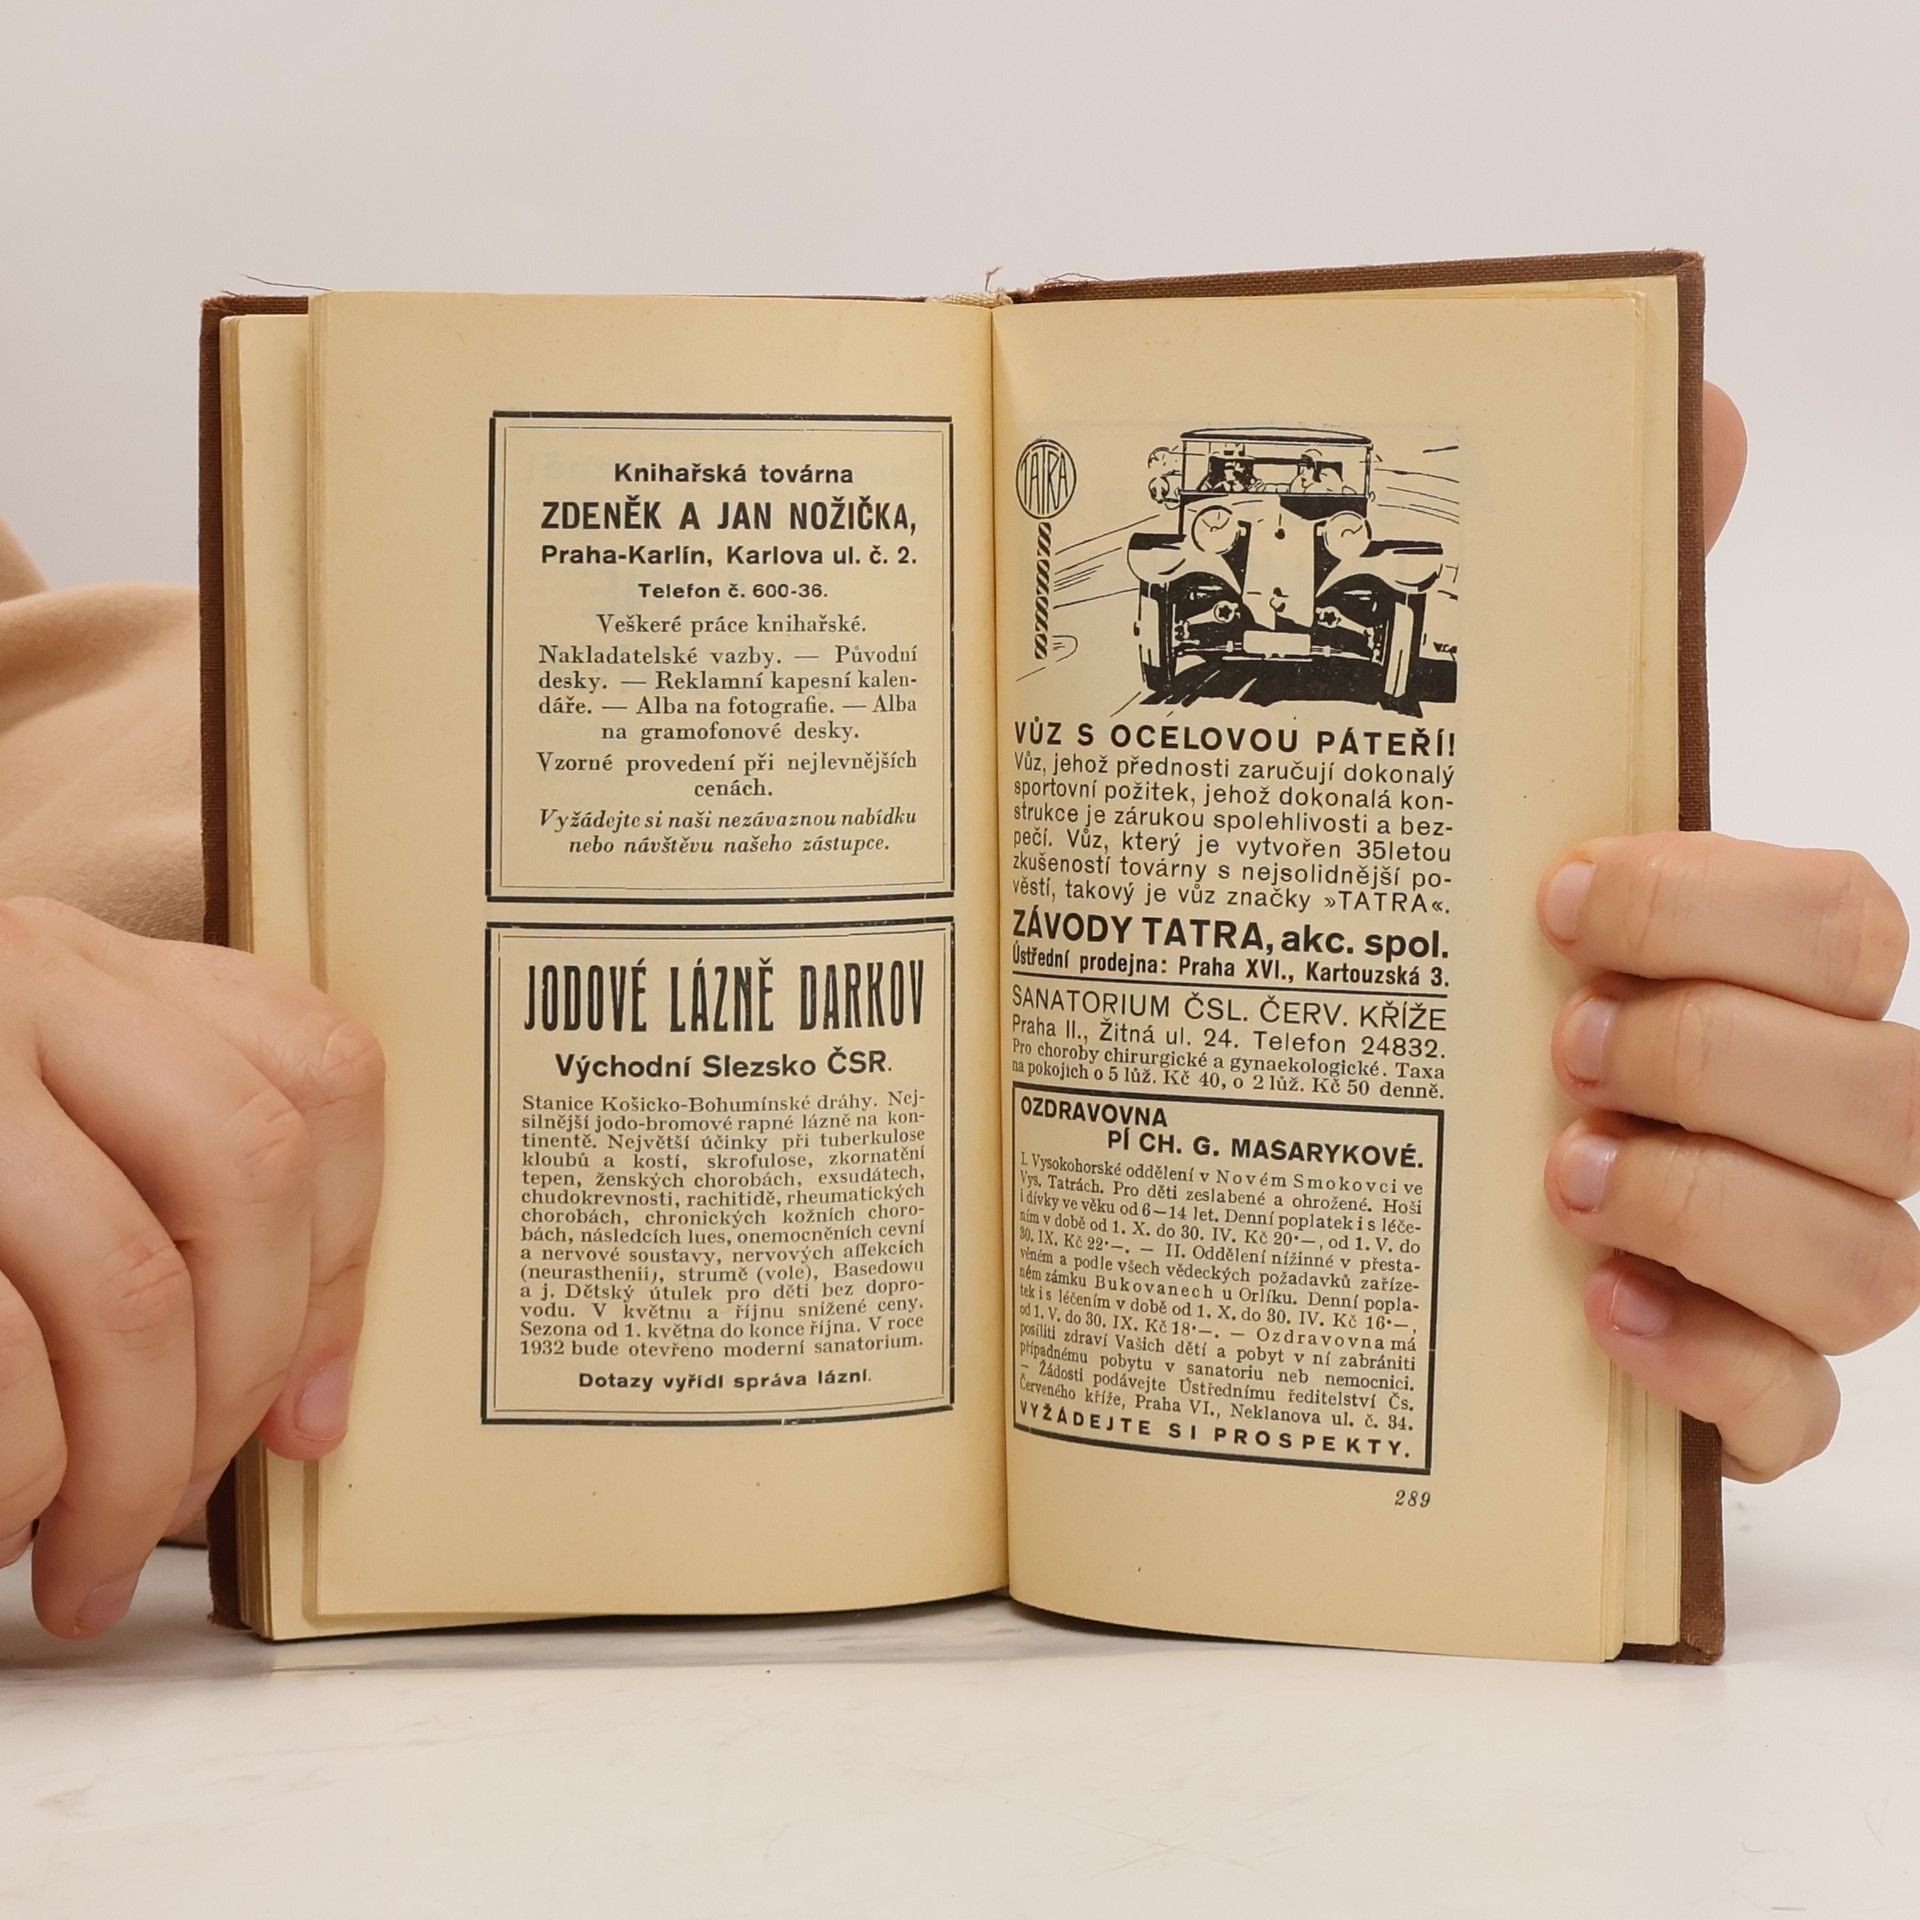 Knihařská továrna
ZDENĚK A JAN NOŽIČKA,
Praha-Karlín, Karlova ul. č. 2.
Telefon č. 600-36.
Veškeré práce knihařské.
Nakladatelské vazby. — Původní
desky. — Reklamní kapesní kalen-
dáře. — Alba na fotografie. — Alba
na gramofonové desky.
Vzorné provedení při nejlevnějších
cenách.
Vyžádejte si naši nezávaznou nabídku
nebo návštěvu našeho zástupce.
JODOVÉ LÁZNĚ DARKOV
Východní Slezsko ČSR.
Stanice Košicko-Bohumínské dráhy. Nej-
silnější jodo-bromové rapné lázně na kon-
tinentě. Největší účinky při tuberkulose
kloubů a kostí, skrofulose, zkornatění
tepen, ženských chorobách, exsudátech,
chudokrevnosti, rachitidě, rheumatických
chorobách, chronických kožních choro-
bách, následcích lues, onemocněních cevní
a nervové soustavy, nervových affekcích
(neurasthenii), strumě (vole), Basedowu
a j. Dětský útulek pro děti bez dopro-
vodu. V květnu a říjnu snížené ceny.
Sezona od 1. května do konce října. V roce
1932 bude otevřeno moderní sanatorium.
Dotazy vyřídí správa lázní.
TATRA
VŮZ S OCELOVOU PÁTEŘÍ!
Vůz, jehož přednosti zaručují dokonalý
sportovní požitek, jehož dokonalá kon-
strukce je zárukou spolehlivosti a bez-
pečí. Vůz, který je vytvořen 35letou
zkušeností továrny s nejsolidnější po-
věstí, takový je vůz značky »TATRA«.
ZÁVODY TATRA, akc. spol.
Ústřední prodejna: Praha XVI., Kartouzská 3.
SANATORIUM ČSL. ČERV. KŘÍŽE
Praha II., Žitná ul. 24. Telefon 24832.
Pro choroby chirurgické a gynaekologické. Taxa
na pokojích o 5 lůž. Kč 40, o 2 lůž. Kč 50 denně.
OZDRAVOVNA
PÍ CH. G. MASARYKOVÉ.
I. Vysokohorské oddělení v Novém Smokovci ve
Vys. Tatrách. Pro děti zeslabené a ohrožené. Hoši
i dívky ve věku od 6—14 let. Denní poplatek i s léče-
ním v době od 1. X. do 30. IV. Kč 20·—, od 1. V. do
30. IX. Kč 22·—. — II. Oddělení nížinné v přesta-
věném a podle všech vědeckých požadavků zaříze-
ném zámku Bukovanech u Orlíku. Denní popla-
tek i s léčením v době od 1. X. do 30. IV. Kč 16·—,
od 1. V. do 30. IX. Kč 18·—. — Ozdravovna má
posíliti zdraví Vašich dětí a pobyt v ní zabrániti
případnému pobytu v sanatoriu neb nemocnici.
— Žádosti podávejte Ústřednímu ředitelství Čs.
Červeného kříže, Praha VI., Neklanova ul. č. 34.
VYŽÁDEJTE SI PROSPEKTY.
289